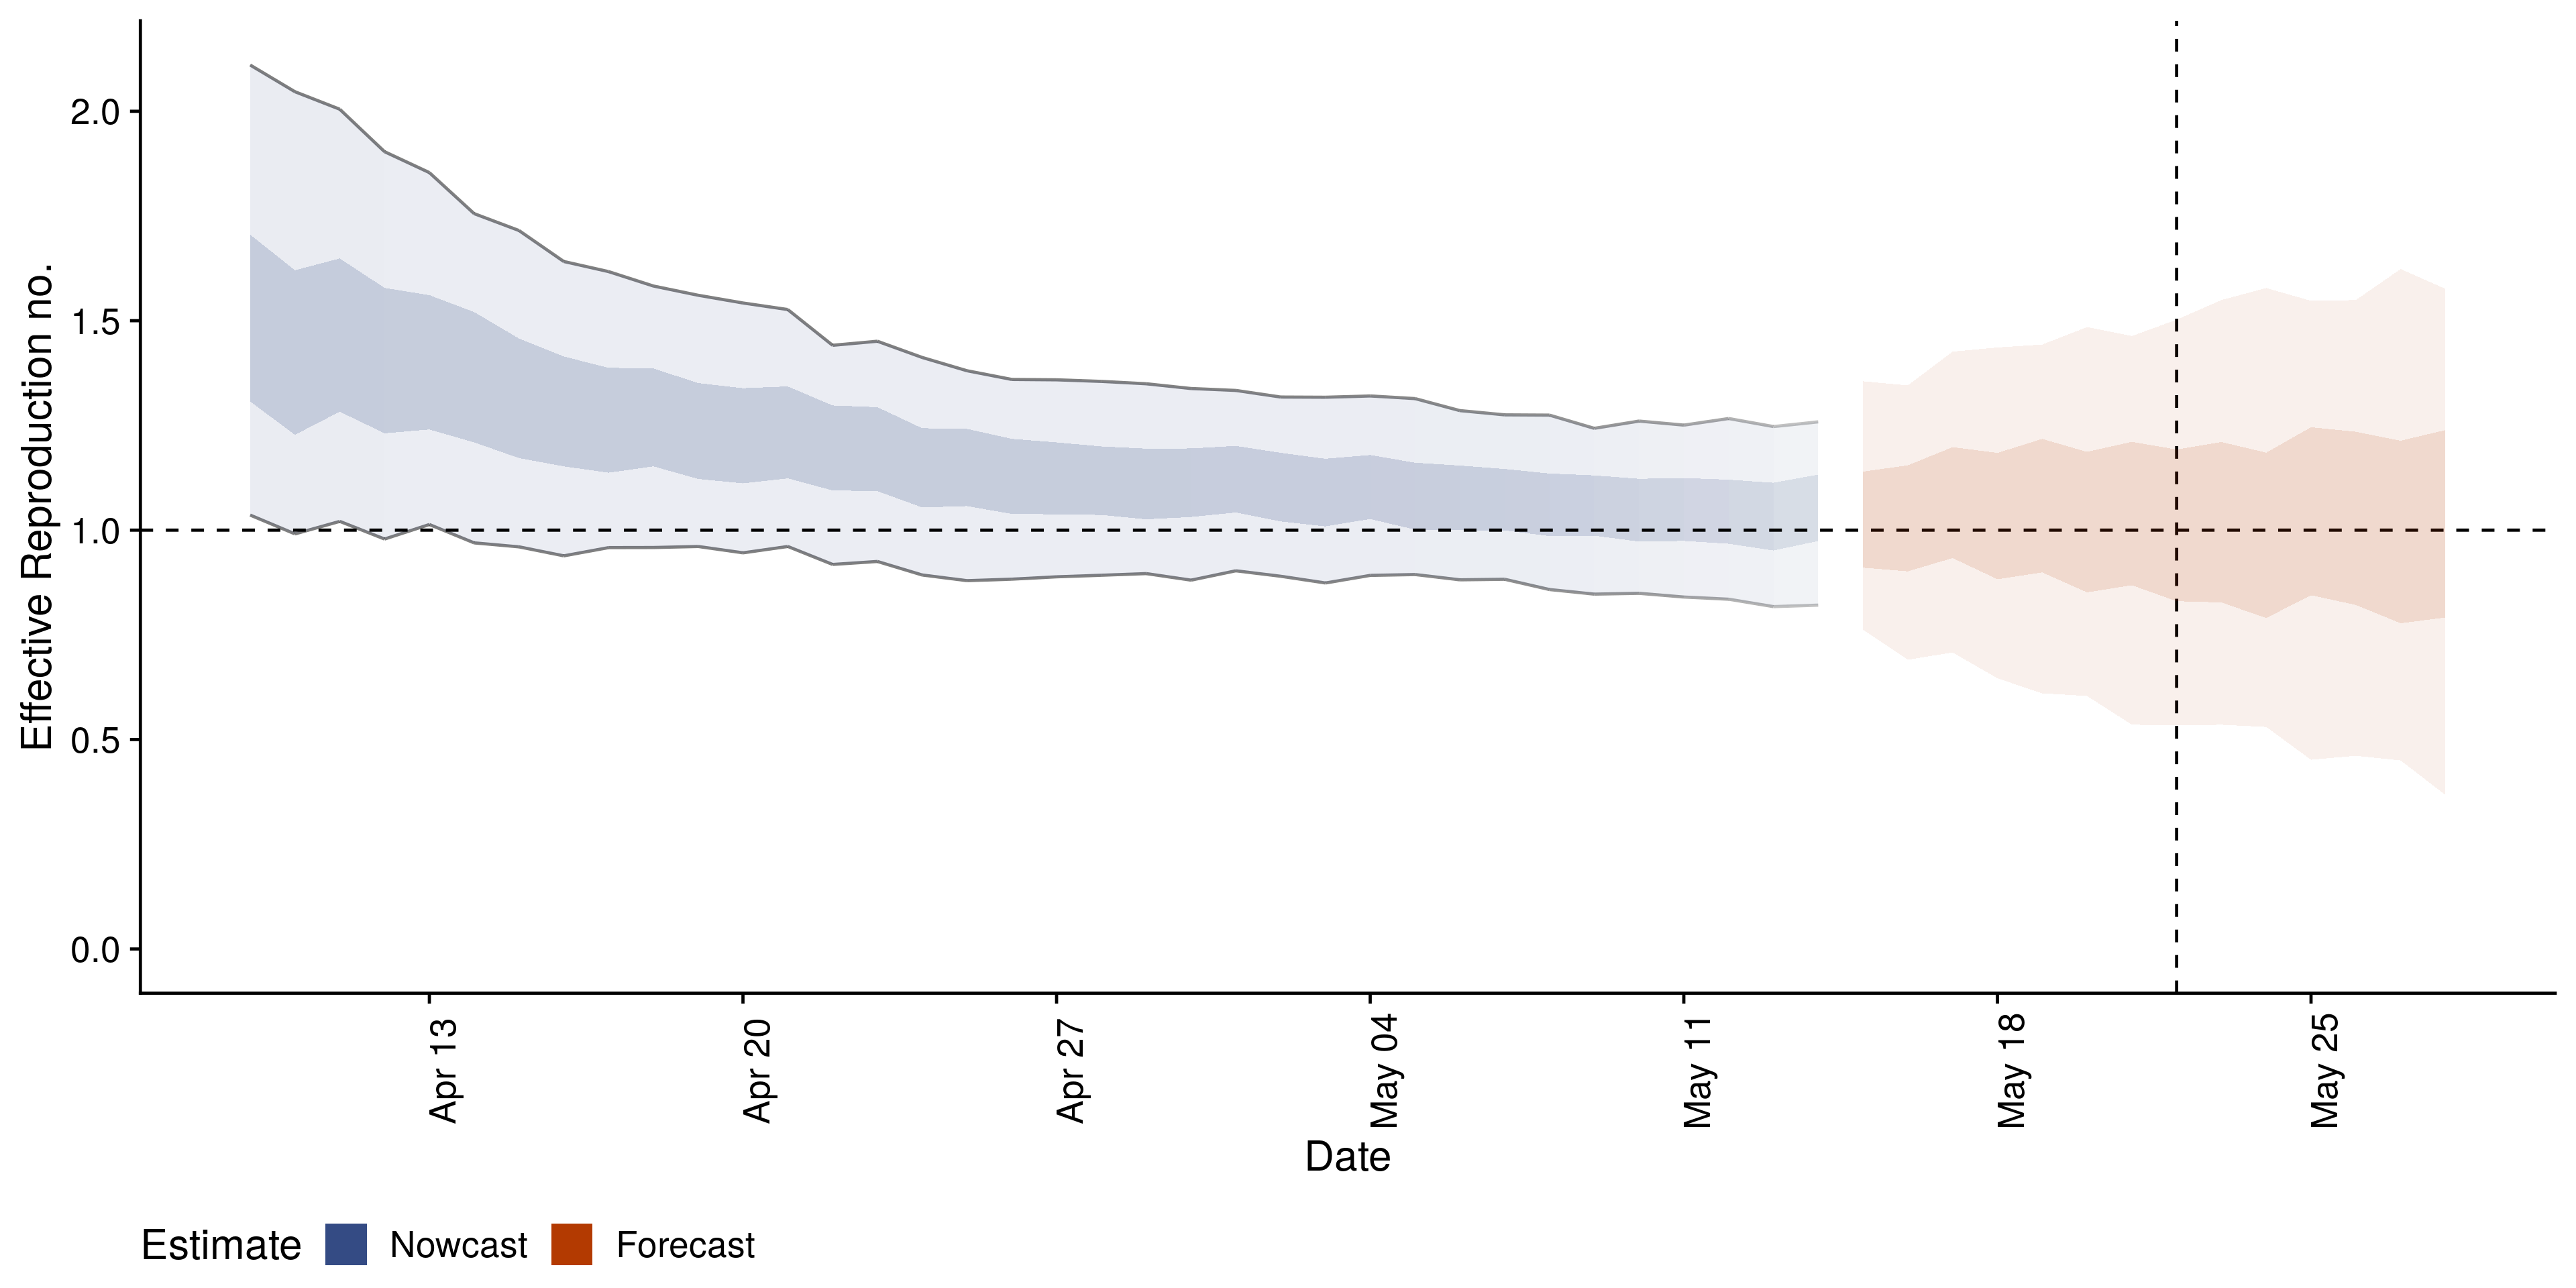 Effective Reproduction no.
2.0
1.5
1.0
0.5
0.0
Apr 13
Apr 20
Apr 27
May 04
May 11
May 18
May 25
Date
Estimate Nowcast Forecast